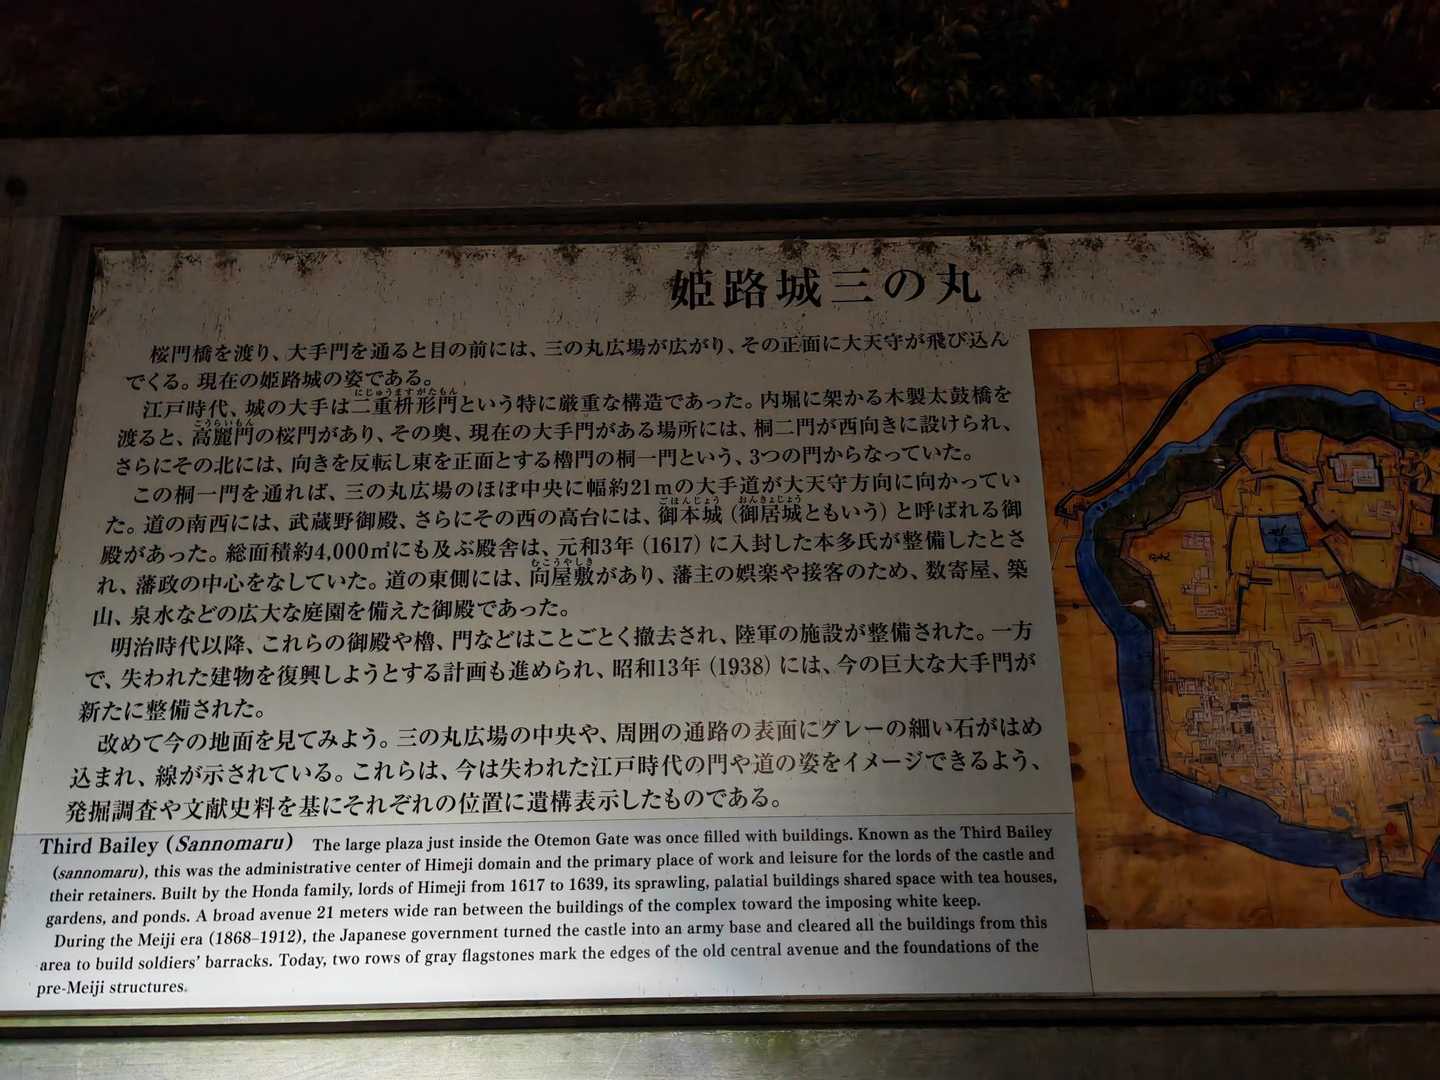 姫路城三の丸
桜門橋を渡り、大手門を通ると目の前には、三の丸広場が広がり、その正面に大天守が飛び込ん
でくる。現在の姫路城の姿である。
にじゅうますがたもん
江戸時代、城の大手は二重枡形門という特に厳重な構造であった。内堀に架かる木製太鼓橋を
こうらいもん
渡ると、高麗門の桜門があり、その奥、現在の大手門がある場所には、桐二門が西向きに設けられ、
さらにその北には、向きを反転し東を正面とする櫓門の桐一門という、3つの門からなっていた。
この桐一門を通れば、三の丸広場のほぼ中央に幅約21mの大手道が大天守方向に向かってい
ごほんじょう おんきょじょう
た。道の南西には、武蔵野御殿、さらにその西の高台には、御本城（御居城ともいう）と呼ばれる御
殿があった。総面積約4,000㎡にも及ぶ殿舎は、元和3年（1617）に入封した本多氏が整備したとさ
むこうやしき
れ、藩政の中心をなしていた。道の東側には、向屋敷があり、藩主の娯楽や接客のため、数寄屋、築
山、泉水などの広大な庭園を備えた御殿であった。
明治時代以降、これらの御殿や櫓、門などはことごとく撤去され、陸軍の施設が整備された。一方
で、失われた建物を復興しようとする計画も進められ、昭和13年（1938）には、今の巨大な大手門が
新たに整備された。
改めて今の地面を見てみよう。三の丸広場の中央や、周囲の通路の表面にグレーの細い石がはめ
込まれ、線が示されている。これらは、今は失われた江戸時代の門や道の姿をイメージできるよう、
発掘調査や文献史料を基にそれぞれの位置に遺構表示したものである。
Third Bailey (Sannomaru) The large plaza just inside the Otemon Gate was once filled with buildings. Known as the Third Bailey
(sannomaru), this was the administrative center of Himeji domain and the primary place of work and leisure for the lords of the castle and
their retainers. Built by the Honda family, lords of Himeji from 1617 to 1639, its sprawling, palatial buildings shared space with tea houses,
gardens, and ponds. A broad avenue 21 meters wide ran between the buildings of the complex toward the imposing white keep.
During the Meiji era (1868–1912), the Japanese government turned the castle into an army base and cleared all the buildings from this
area to build soldiers' barracks. Today, two rows of gray flagstones mark the edges of the old central avenue and the foundations of the
pre-Meiji structures.